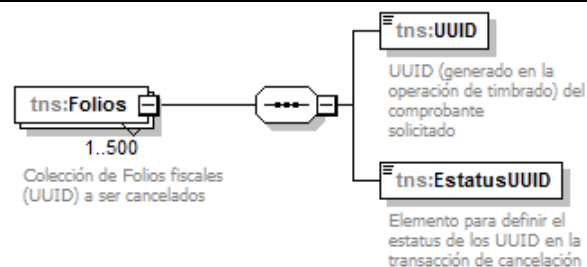 tns:Folios
1..500
Colección de Folios fiscales
(UUID) a ser cancelados
tns:UUID
UUID (generado en la
operación de timbrado) del
comprobante
solicitado
tns:EstatusUUID
Elemento para definir el
estatus de los UUID en la
transacción de cancelación